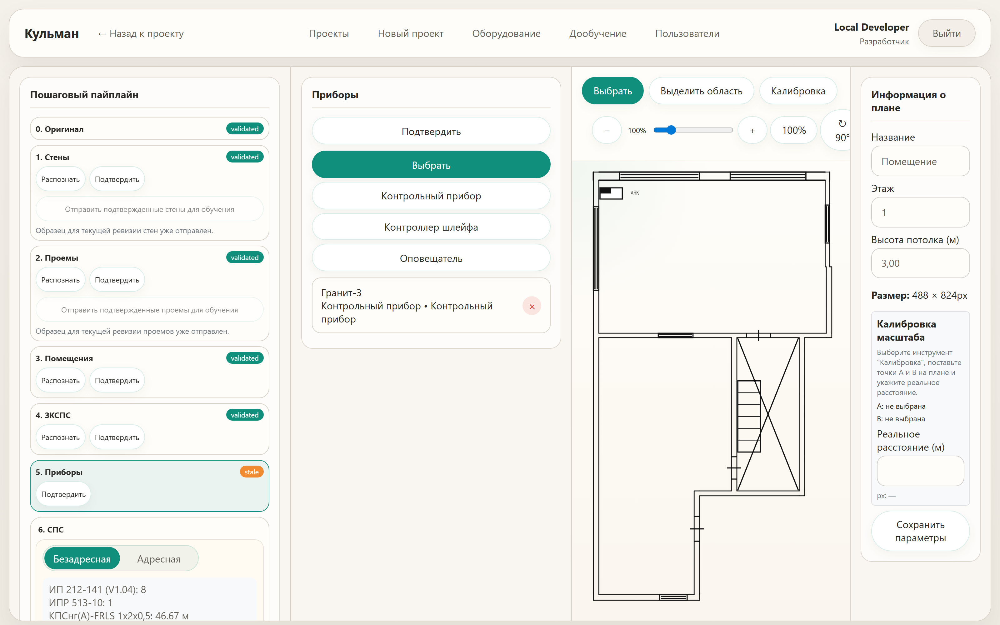 Кульман
← Назад к проекту
Проекты
Новый проект
Оборудование
Дообучение
Пользователи
Local Developer
Разработчик
Выйти
Пошаговый пайплайн
0. Оригинал
validated
1. Стены
validated
Распознать
Подтвердить
Отправить подтвержденные стены для обучения
Образец для текущей ревизии стен уже отправлен.
2. Проемы
validated
Распознать
Подтвердить
Отправить подтвержденные проемы для обучения
Образец для текущей ревизии проемов уже отправлен.
3. Помещения
validated
Распознать
Подтвердить
4. ЗКСПС
validated
Распознать
Подтвердить
5. Приборы
stale
Подтвердить
6. СПС
Безадресная
Адресная
ИП 212-141 (V1.04): 8
ИПР 513-10: 1
КПСнг(А)-FRLS 1x2x0,5: 46.67 м
Приборы
Подтвердить
Выбрать
Контрольный прибор
Контроллер шлейфа
Оповещатель
Гранит-3
Контрольный прибор • Контрольный
прибор
×
Выбрать
Выделить область
Калибровка
−
100%
+
100%
↻
90°
ARK
Информация о
плане
Название
Помещение
Этаж
1
Высота потолка (м)
3,00
Размер: 488 × 824px
Калибровка
масштаба
Выберите инструмент
"Калибровка", поставьте
точки A и B на плане и
укажите реальное
расстояние.
A: не выбрана
B: не выбрана
Реальное
расстояние (м)
px: —
Сохранить
параметры